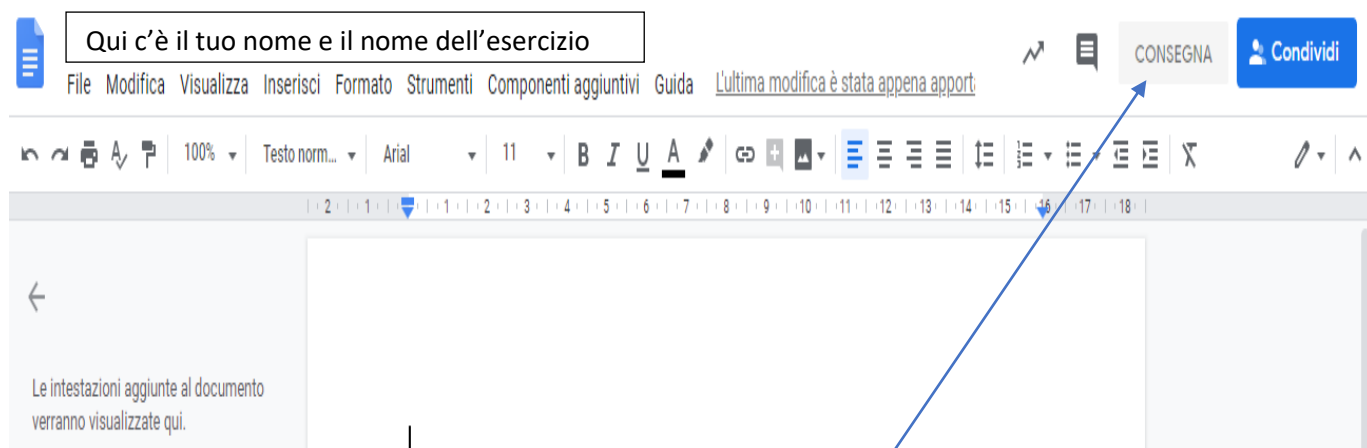 Qui c’è il tuo nome e il nome dell’esercizio
CONSEGNA
Condividi
File Modifica Visualizza Inserisci Formato Strumenti Componenti aggiuntivi Guida L'ultima modifica è stata appena apport
100% Testo norm... Arial 11 B I U A
2 1 1 2 3 4 5 6 7 8 9 10 11 12 13 14 15 16 17 18
Le intestazioni aggiunte al documento
verranno visualizzate qui.